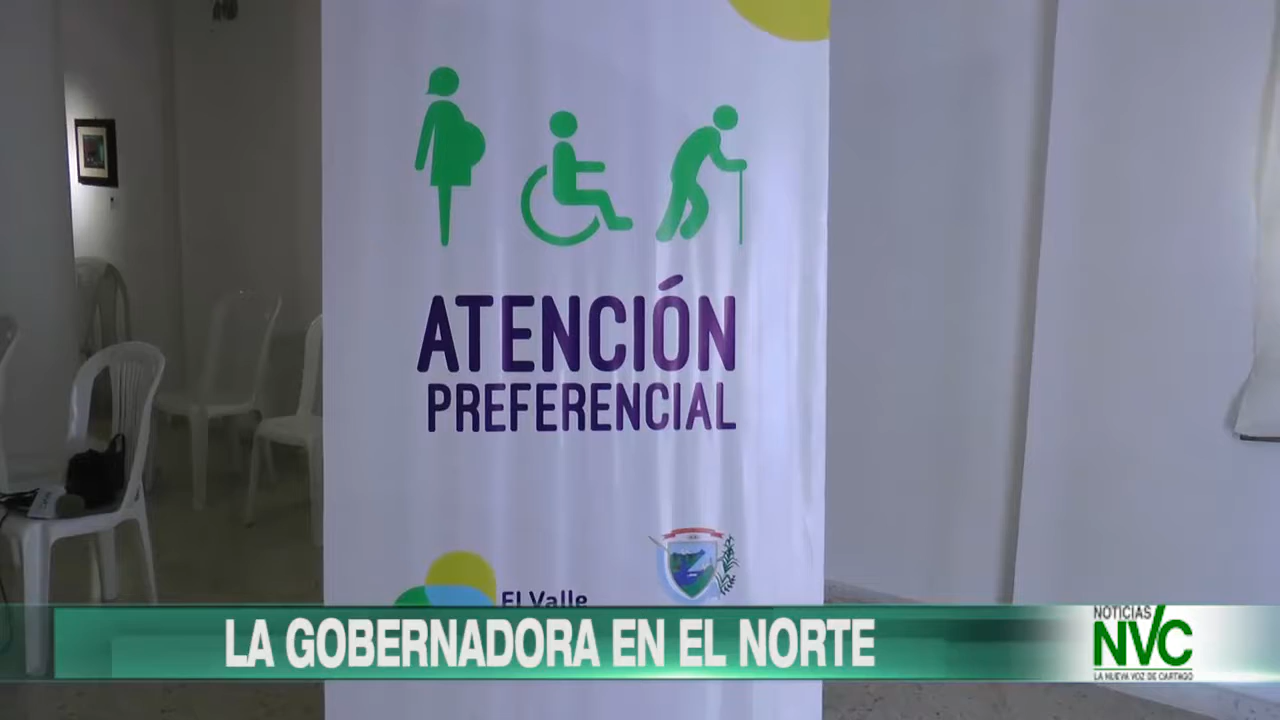 ATENCIÓN
PREFERENCIAL
El Valle
LA GOBERNADORA EN EL NORTE
NOTICIAS
NVC
LA NUEVA VOZ DE CARTAGO